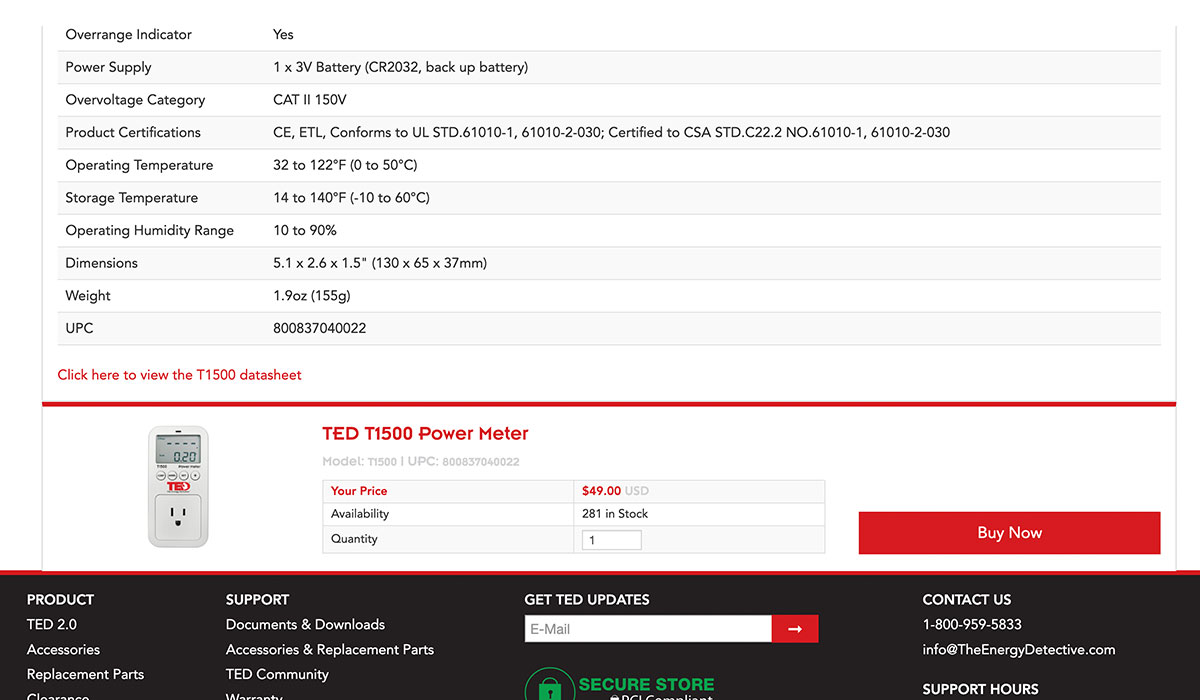 Overrange Indicator Yes
Power Supply 1 x 3V Battery (CR2032, back up battery)
Overvoltage Category CAT II 150V
Product Certifications CE, ETL, Conforms to UL STD.61010-1, 61010-2-030; Certified to CSA STD.C22.2 NO.61010-1, 61010-2-030
Operating Temperature 32 to 122°F (0 to 50°C)
Storage Temperature 14 to 140°F (-10 to 60°C)
Operating Humidity Range 10 to 90%
Dimensions 5.1 x 2.6 x 1.5" (130 x 65 x 37mm)
Weight 1.9oz (155g)
UPC 800837040022
Click here to view the T1500 datasheet
0.20
T1500 Power meter
TED
TED T1500 Power Meter
Model: T1500 | UPC: 800837040022
Your Price $49.00 USD
Availability 281 in Stock
Quantity 1
Buy Now
PRODUCT
TED 2.0
Accessories
Replacement Parts
Clearance
SUPPORT
Documents & Downloads
Accessories & Replacement Parts
TED Community
Warranty
GET TED UPDATES
E-Mail →
SECURE STORE
PCI Compliant
CONTACT US
1-800-959-5833
info@TheEnergyDetective.com
SUPPORT HOURS